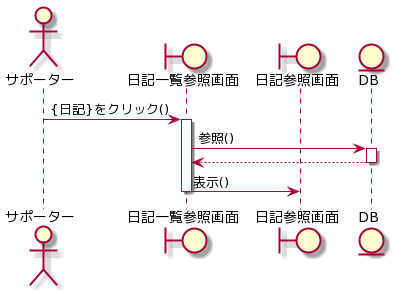 サポーター
日記一覧参照画面
日記参照画面
DB
{日記}をクリック()
参照()
表示()
サポーター
日記一覧参照画面
日記参照画面
DB